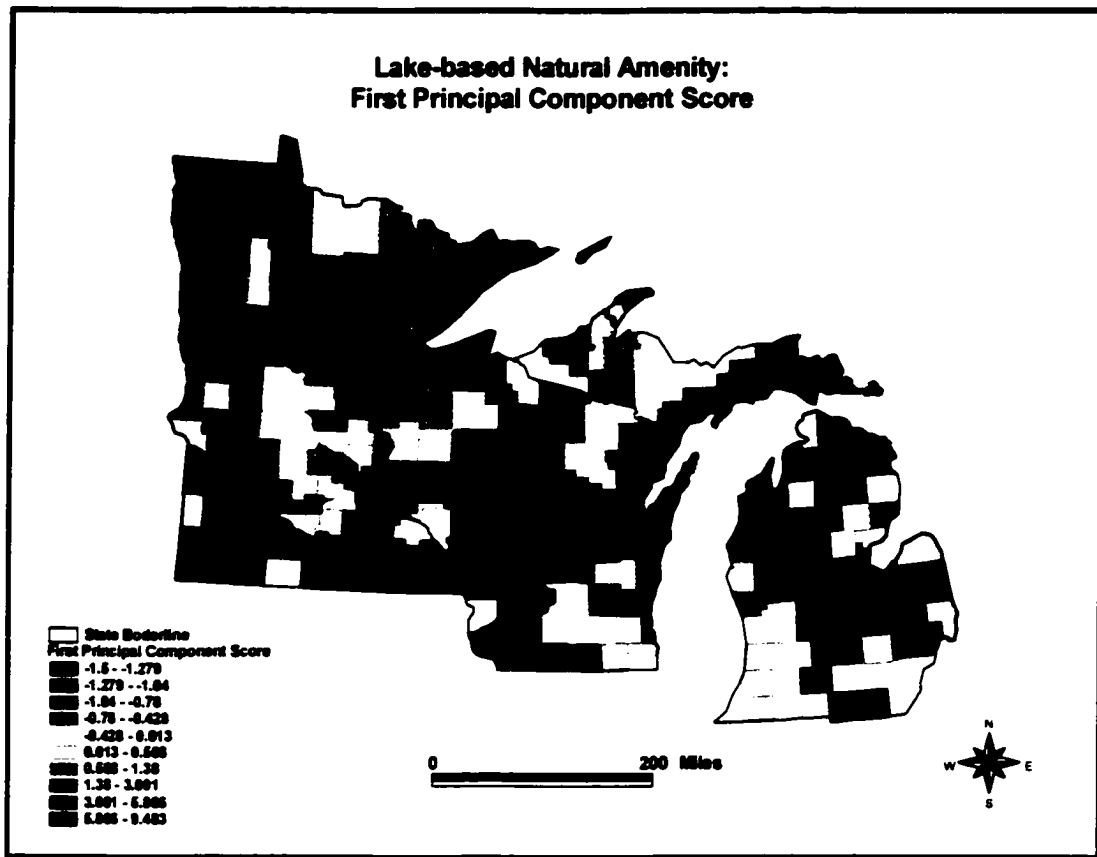 Lake-based Natural Amenity:
First Principal Component Score
State Boderline
First Principal Component Score
-1.5 - -1.279
-1.279 - -1.04
-1.04 - -0.78
-0.78 - -0.428
-0.428 - 0.013
0.013 - 0.568
0.568 - 1.38
1.38 - 3.001
3.001 - 5.865
5.865 - 9.483
0 200 Miles
N
W E
S